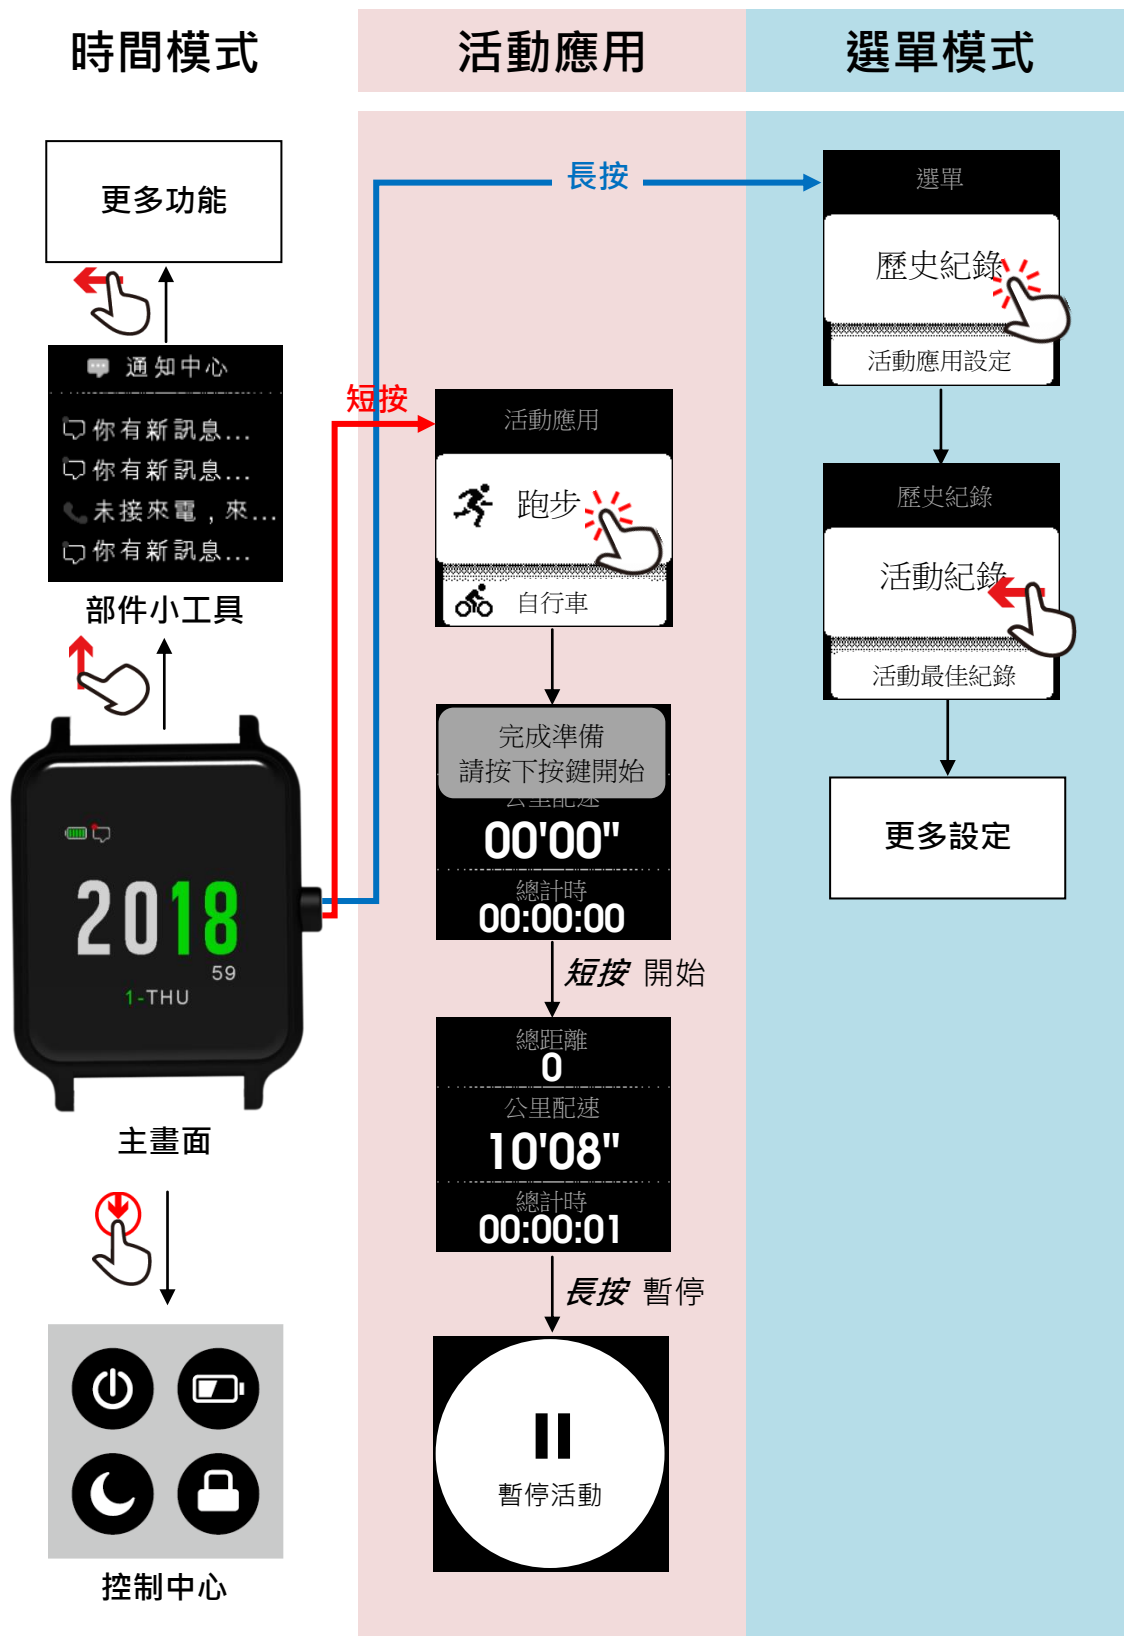 時間模式
活動應用
選單模式
更多功能
通知中心
你有新訊息...
你有新訊息...
未接來電，來...
你有新訊息...
部件小工具
2018
59
1-THU
主畫面
控制中心
長按
短按
活動應用
跑步
自行車
完成準備
請按下按鍵開始
公里配速
00'00"
總計時
00:00:00
短按 開始
總距離
0
公里配速
10'08"
總計時
00:00:01
長按 暫停
暫停活動
選單
歷史紀錄
活動應用設定
歷史紀錄
活動紀錄
活動最佳紀錄
更多設定